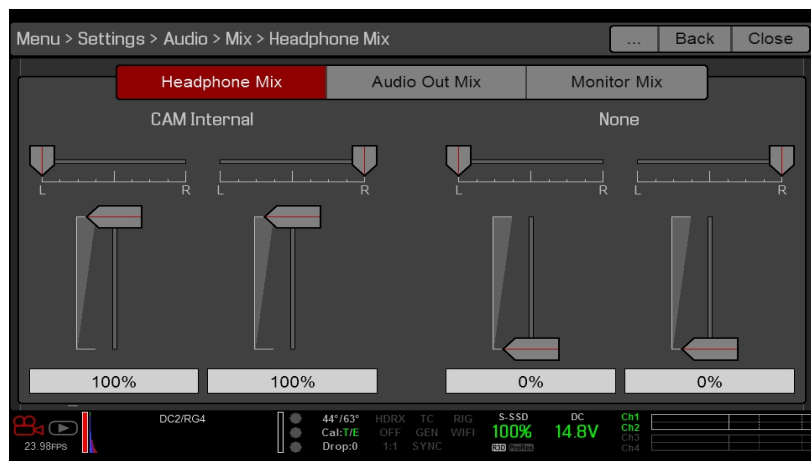 Menu > Settings > Audio > Mix > Headphone Mix ... Back Close
Headphone Mix Audio Out Mix Monitor Mix
CAM Internal None
L R L R L R L R
100% 100% 0% 0%
DC2/RG4 44°/63° HDRX TC RIG S-SSD DC Ch1
Cal:T/E OFF GEN WIFI 100% 14.8V Ch2
23.98FPS Drop:0 1:1 SYNC R3D ProRes Ch3
Ch4